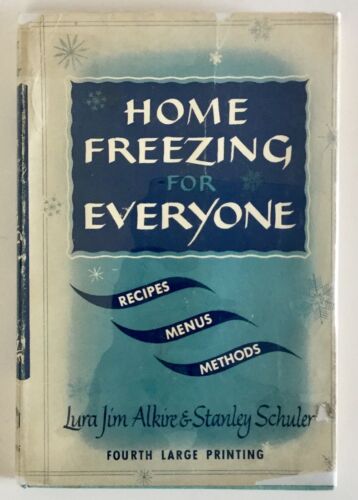 HOME
FREEZING
FOR
EVERYONE
RECIPES
MENUS
METHODS
Lura Jim Alkire & Stanley Schuler
FOURTH LARGE PRINTING